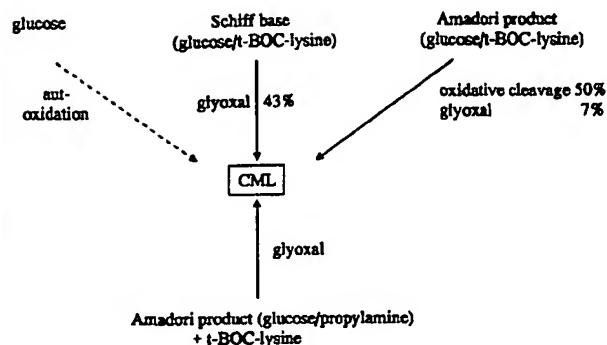 glucose
Schiff base
(glucose/t-BOC-lysine)
Amadori product
(glucose/t-BOC-lysine)
aut-
oxidation
glyoxal 43%
oxidative cleavage 50%
glyoxal 7%
CML
glyoxal
Amadori product (glucose/propylamine)
+ t-BOC-lysine